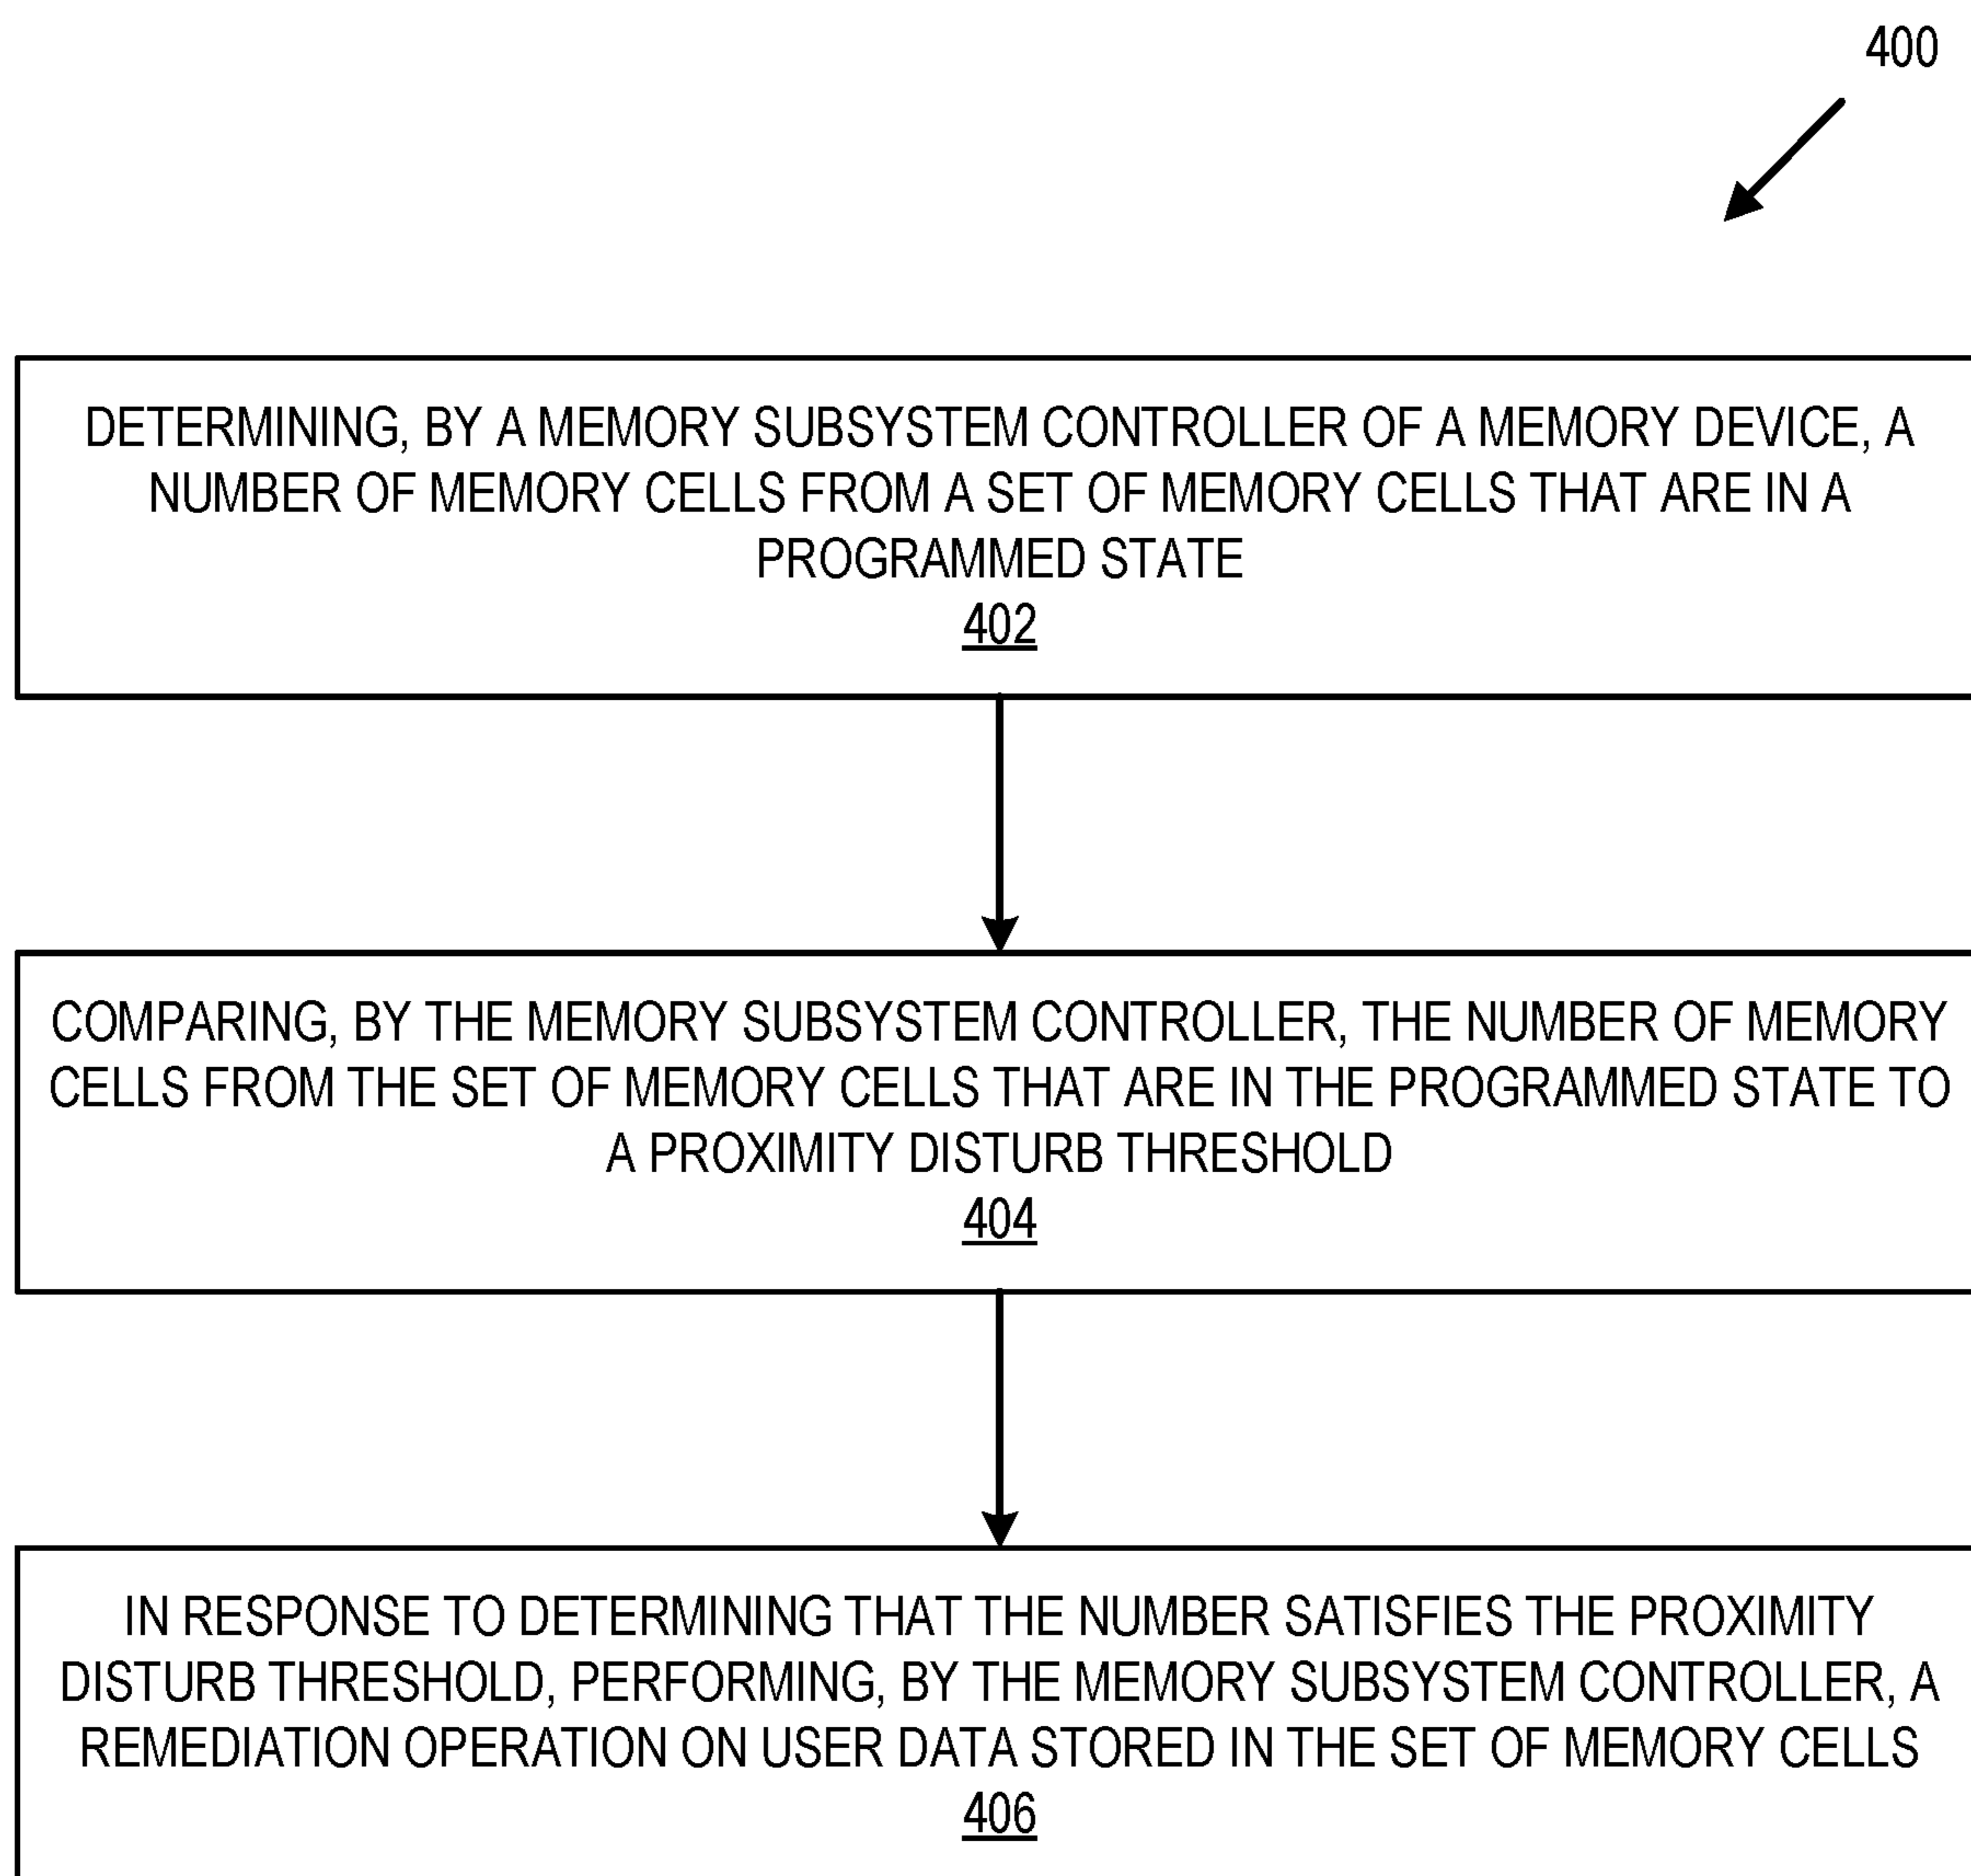 400
DETERMINING, BY A MEMORY SUBSYSTEM CONTROLLER OF A MEMORY DEVICE, A
NUMBER OF MEMORY CELLS FROM A SET OF MEMORY CELLS THAT ARE IN A
PROGRAMMED STATE
402
COMPARING, BY THE MEMORY SUBSYSTEM CONTROLLER, THE NUMBER OF MEMORY
CELLS FROM THE SET OF MEMORY CELLS THAT ARE IN THE PROGRAMMED STATE TO
A PROXIMITY DISTURB THRESHOLD
404
IN RESPONSE TO DETERMINING THAT THE NUMBER SATISFIES THE PROXIMITY
DISTURB THRESHOLD, PERFORMING, BY THE MEMORY SUBSYSTEM CONTROLLER, A
REMEDIATION OPERATION ON USER DATA STORED IN THE SET OF MEMORY CELLS
406